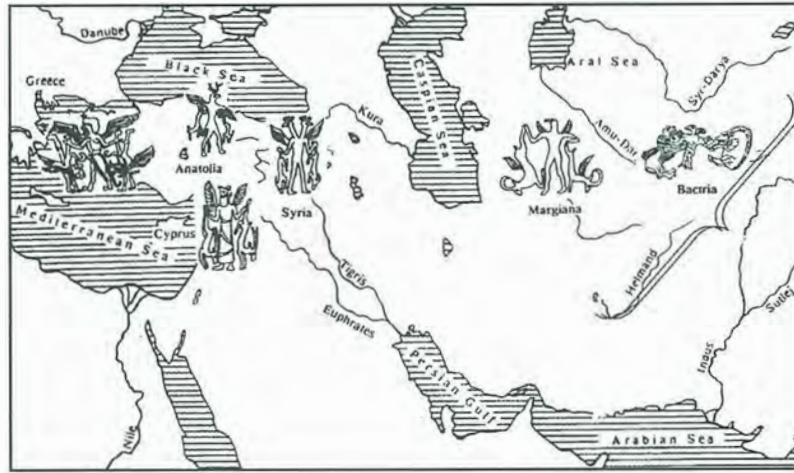 Danube
Black Sea
Greece
Caspian Sea
Aral Sea
Syr-Darya
Kura
Amu-Dar
Anatolia
Bactria
Margiana
Syria
Cyprus
Mediterranean Sea
Tigris
Euphrates
Helmand
Sutlej
Indus
Persian Gulf
Nile
Arabian Sea